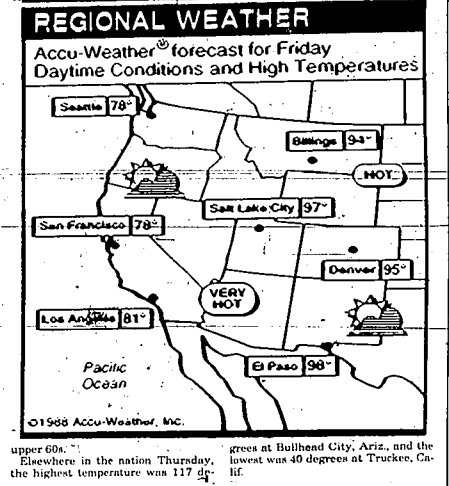 REGIONAL WEATHER
Accu-Weather® forecast for Friday
Daytime Conditions and High Temperatures
Seattle 78°
Billings 94°
HOT
Salt Lake City 97°
San Francisco 78°
Denver 95°
VERY
HOT
Los Angeles 81°
El Paso 98°
Pacific
Ocean
©1988 Accu-Weather, Inc.
upper 60s.
Elsewhere in the nation Thursday,
the highest temperature was 117 de-
grees at Bullhead City, Ariz., and the
lowest was 40 degrees at Truckee, Ca-
lif.